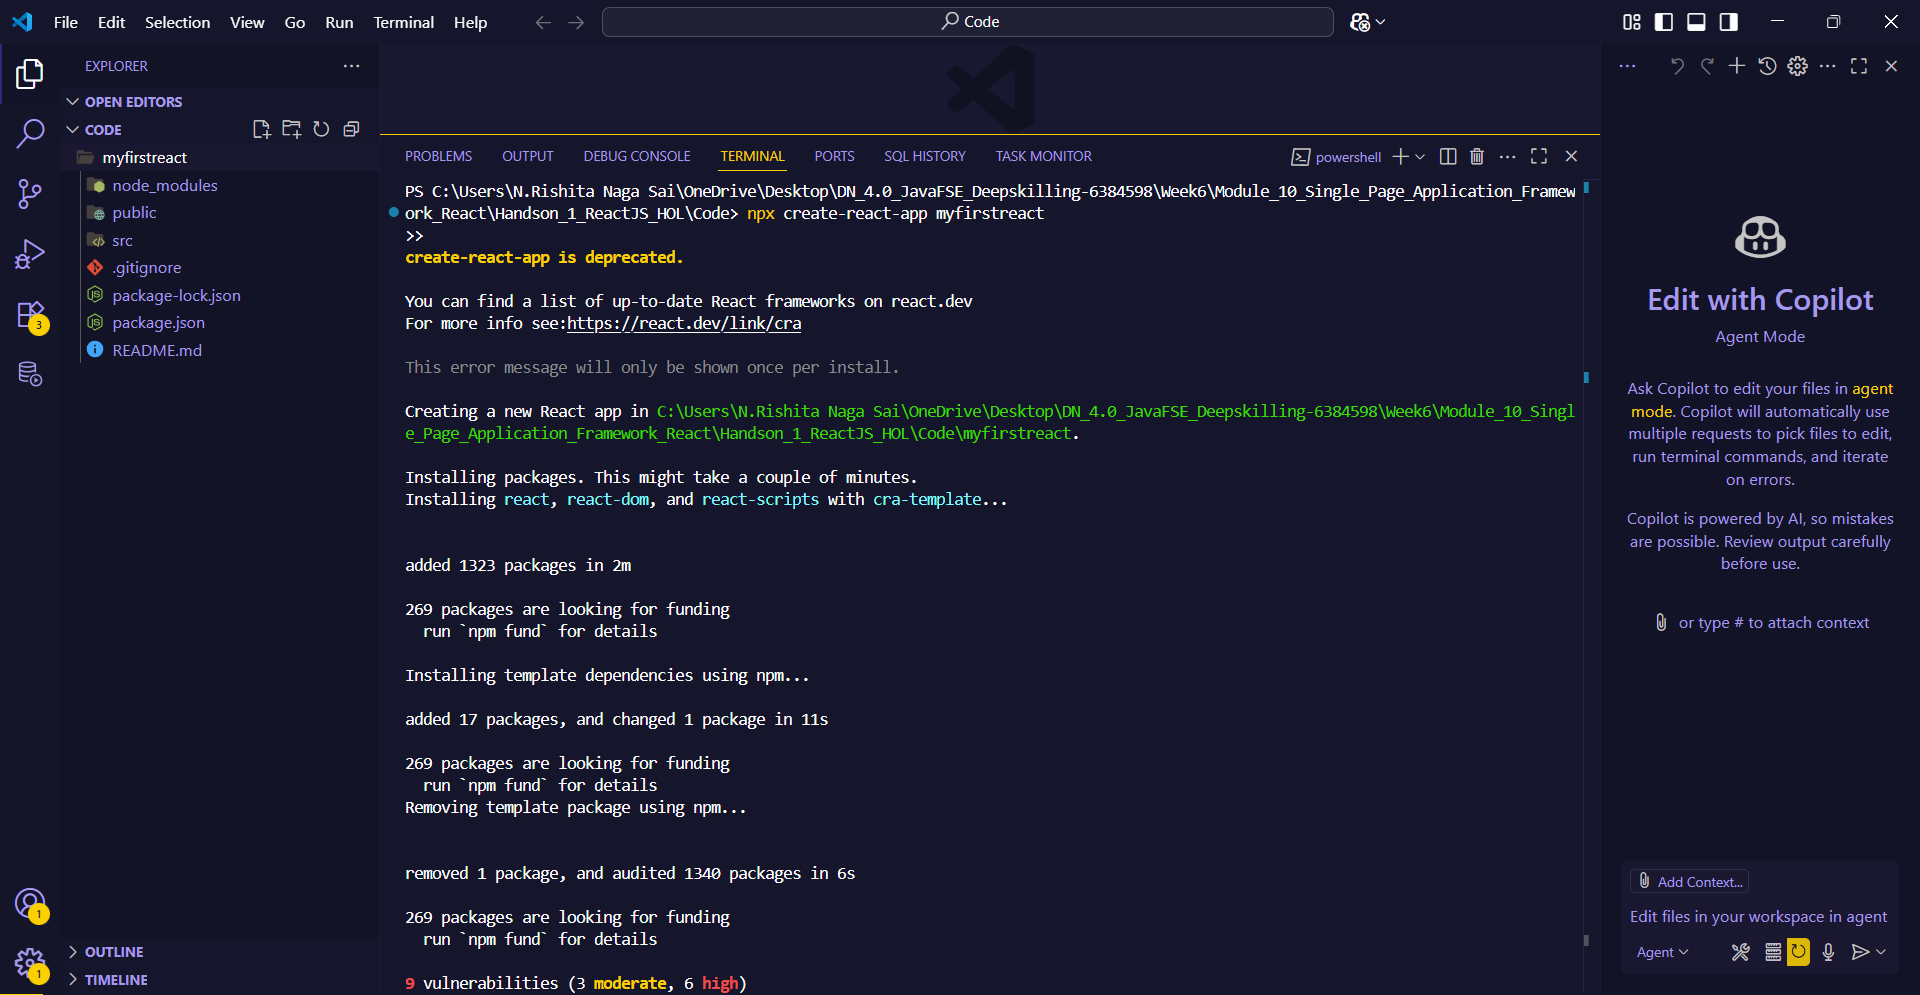 File Edit Selection View Go Run Terminal Help
Code
EXPLORER
OPEN EDITORS
CODE
myfirstreact
node_modules
public
src
.gitignore
package-lock.json
package.json
README.md
OUTLINE
TIMELINE
3
1
1
PROBLEMS OUTPUT DEBUG CONSOLE TERMINAL PORTS SQL HISTORY TASK MONITOR
powershell
PS C:\Users\N.Rishita Naga Sai\OneDrive\Desktop\DN_4.0_JavaFSE_Deepskilling-6384598\Week6\Module_10_Single_Page_Application_Framew
ork_React\Handson_1_ReactJS_HOL\Code> npx create-react-app myfirstreact
>>
create-react-app is deprecated.
You can find a list of up-to-date React frameworks on react.dev
For more info see:https://react.dev/link/cra
This error message will only be shown once per install.
Creating a new React app in C:\Users\N.Rishita Naga Sai\OneDrive\Desktop\DN_4.0_JavaFSE_Deepskilling-6384598\Week6\Module_10_Singl
e_Page_Application_Framework_React\Handson_1_ReactJS_HOL\Code\myfirstreact.
Installing packages. This might take a couple of minutes.
Installing react, react-dom, and react-scripts with cra-template...
added 1323 packages in 2m
269 packages are looking for funding
run `npm fund` for details
Installing template dependencies using npm...
added 17 packages, and changed 1 package in 11s
269 packages are looking for funding
run `npm fund` for details
Removing template package using npm...
removed 1 package, and audited 1340 packages in 6s
269 packages are looking for funding
run `npm fund` for details
9 vulnerabilities (3 moderate, 6 high)
Edit with Copilot
Agent Mode
Ask Copilot to edit your files in agent
mode. Copilot will automatically use
multiple requests to pick files to edit,
run terminal commands, and iterate
on errors.
Copilot is powered by AI, so mistakes
are possible. Review output carefully
before use.
or type # to attach context
Add Context...
Edit files in your workspace in agent
Agent